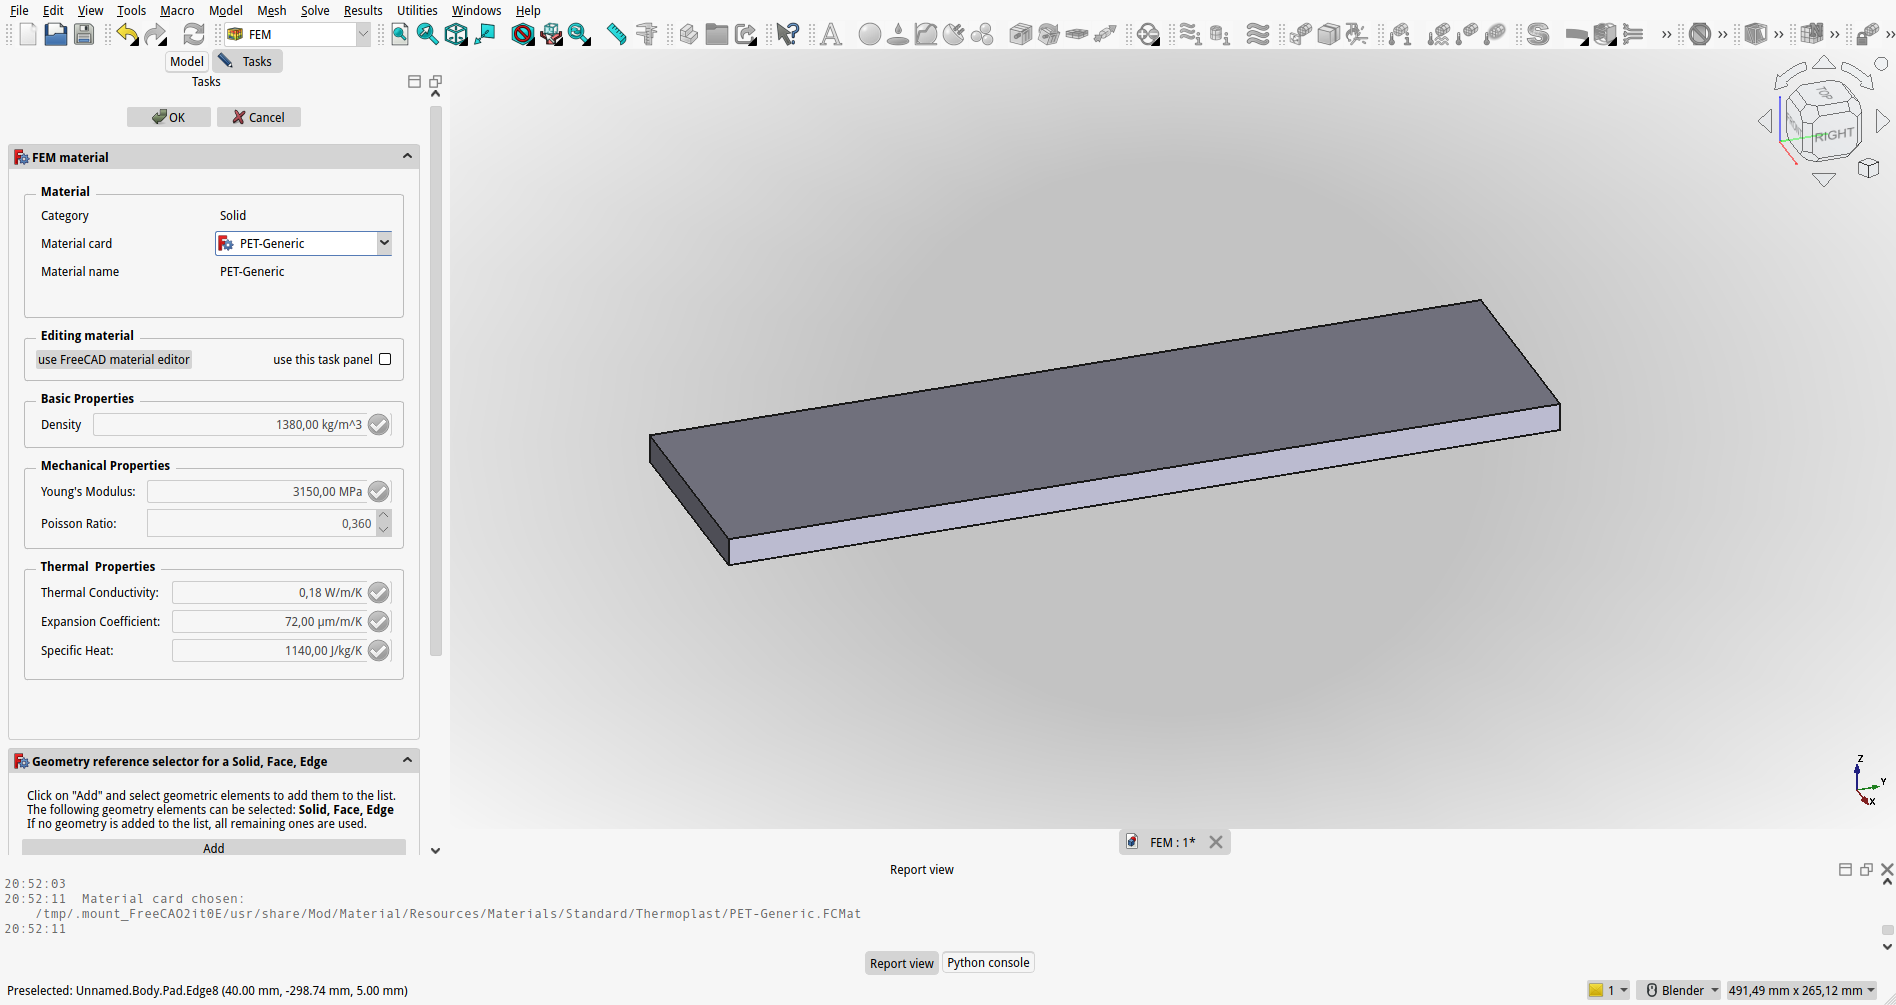 File Edit View Tools Macro Model Mesh Solve Results Utilities Windows Help
FEM
Model Tasks
Tasks
OK Cancel
FEM material
Material
Category Solid
Material card PET-Generic
Material name PET-Generic
Editing material
use FreeCAD material editor use this task panel
Basic Properties
Density 1380,00 kg/m^3
Mechanical Properties
Young's Modulus: 3150,00 MPa
Poisson Ratio: 0,360
Thermal Properties
Thermal Conductivity: 0,18 W/m/K
Expansion Coefficient: 72,00 µm/m/K
Specific Heat: 1140,00 J/kg/K
Geometry reference selector for a Solid, Face, Edge
Click on "Add" and select geometric elements to add them to the list.
The following geometry elements can be selected: Solid, Face, Edge
If no geometry is added to the list, all remaining ones are used.
Add
TOP
RIGHT
Z
Y
X
FEM : 1*
Report view
20:52:03
20:52:11 Material card chosen:
/tmp/.mount_FreeCAO2it0E/usr/share/Mod/Material/Resources/Materials/Standard/Thermoplast/PET-Generic.FCMat
20:52:11
Report view Python console
Preselected: Unnamed.Body.Pad.Edge8 (40.00 mm, -298.74 mm, 5.00 mm) 1 Blender 491,49 mm x 265,12 mm